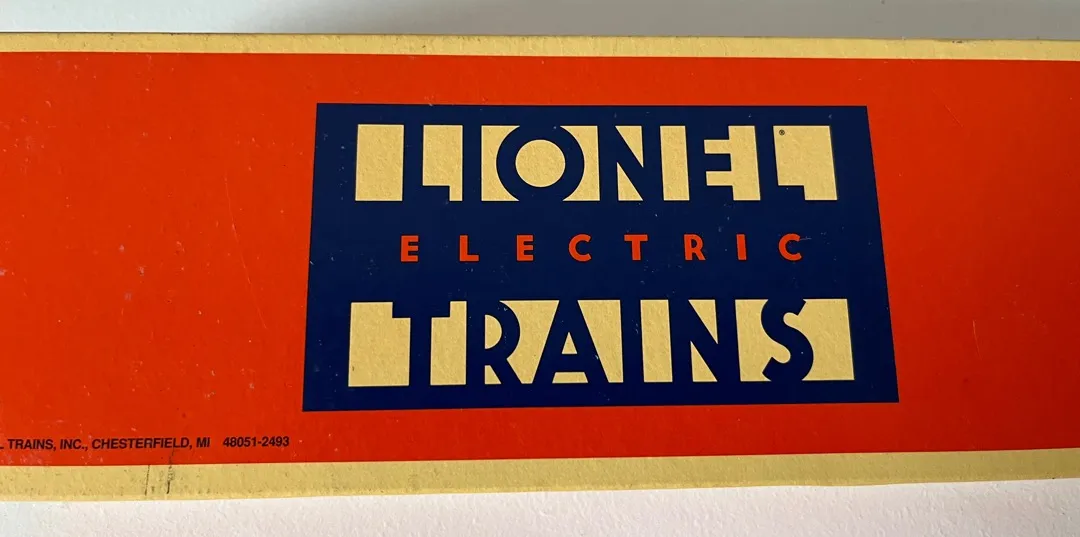 LIONEL®
ELECTRIC
TRAINS
L TRAINS, INC., CHESTERFIELD, MI 48051-2493